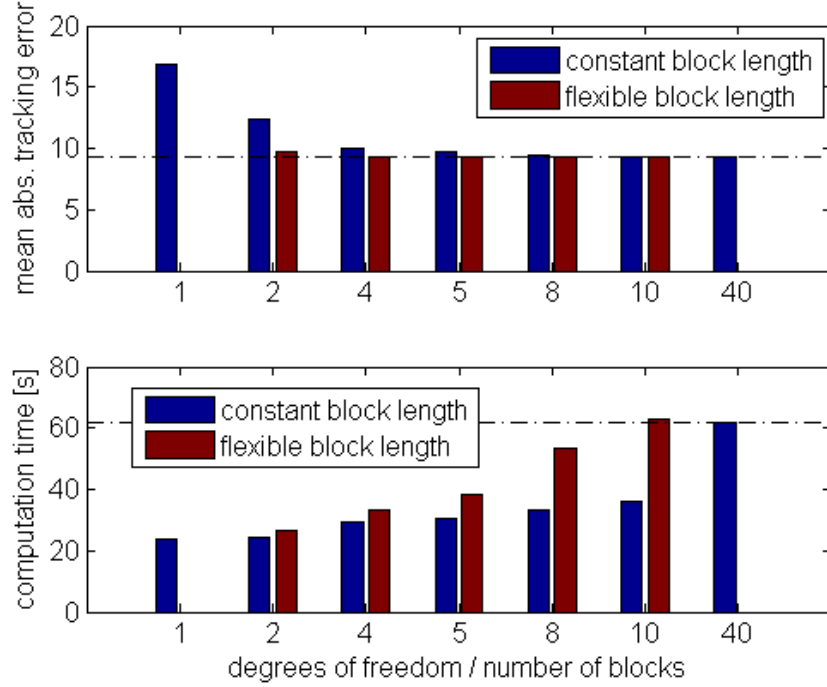 mean abs. tracking error
20
15
10
5
0
constant block length
flexible block length
1 2 4 5 8 10 40
computation time [s]
80
60
40
20
0
constant block length
flexible block length
1 2 4 5 8 10 40
degrees of freedom / number of blocks